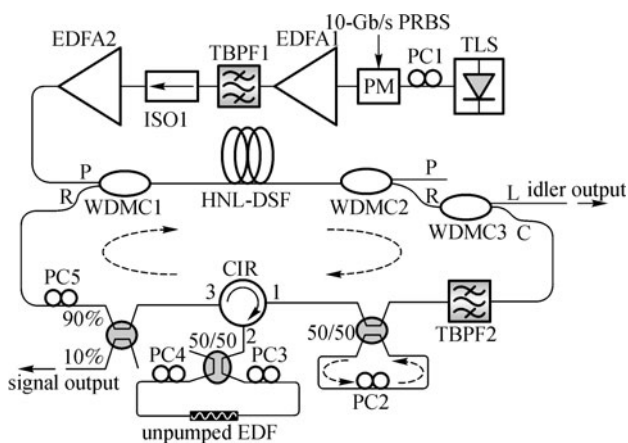 10-Gb/s PRBS
EDFA2
EDFA1
TBPF1
PC1
TLS
PM
ISO1
P
R
WDMC1
HNL-DSF
WDMC2
P
R
L
idler output
WDMC3
C
PC5
90%
10%
signal output
CIR
3
1
2
50/50
PC4
PC3
unpumped EDF
50/50
PC2
TBPF2